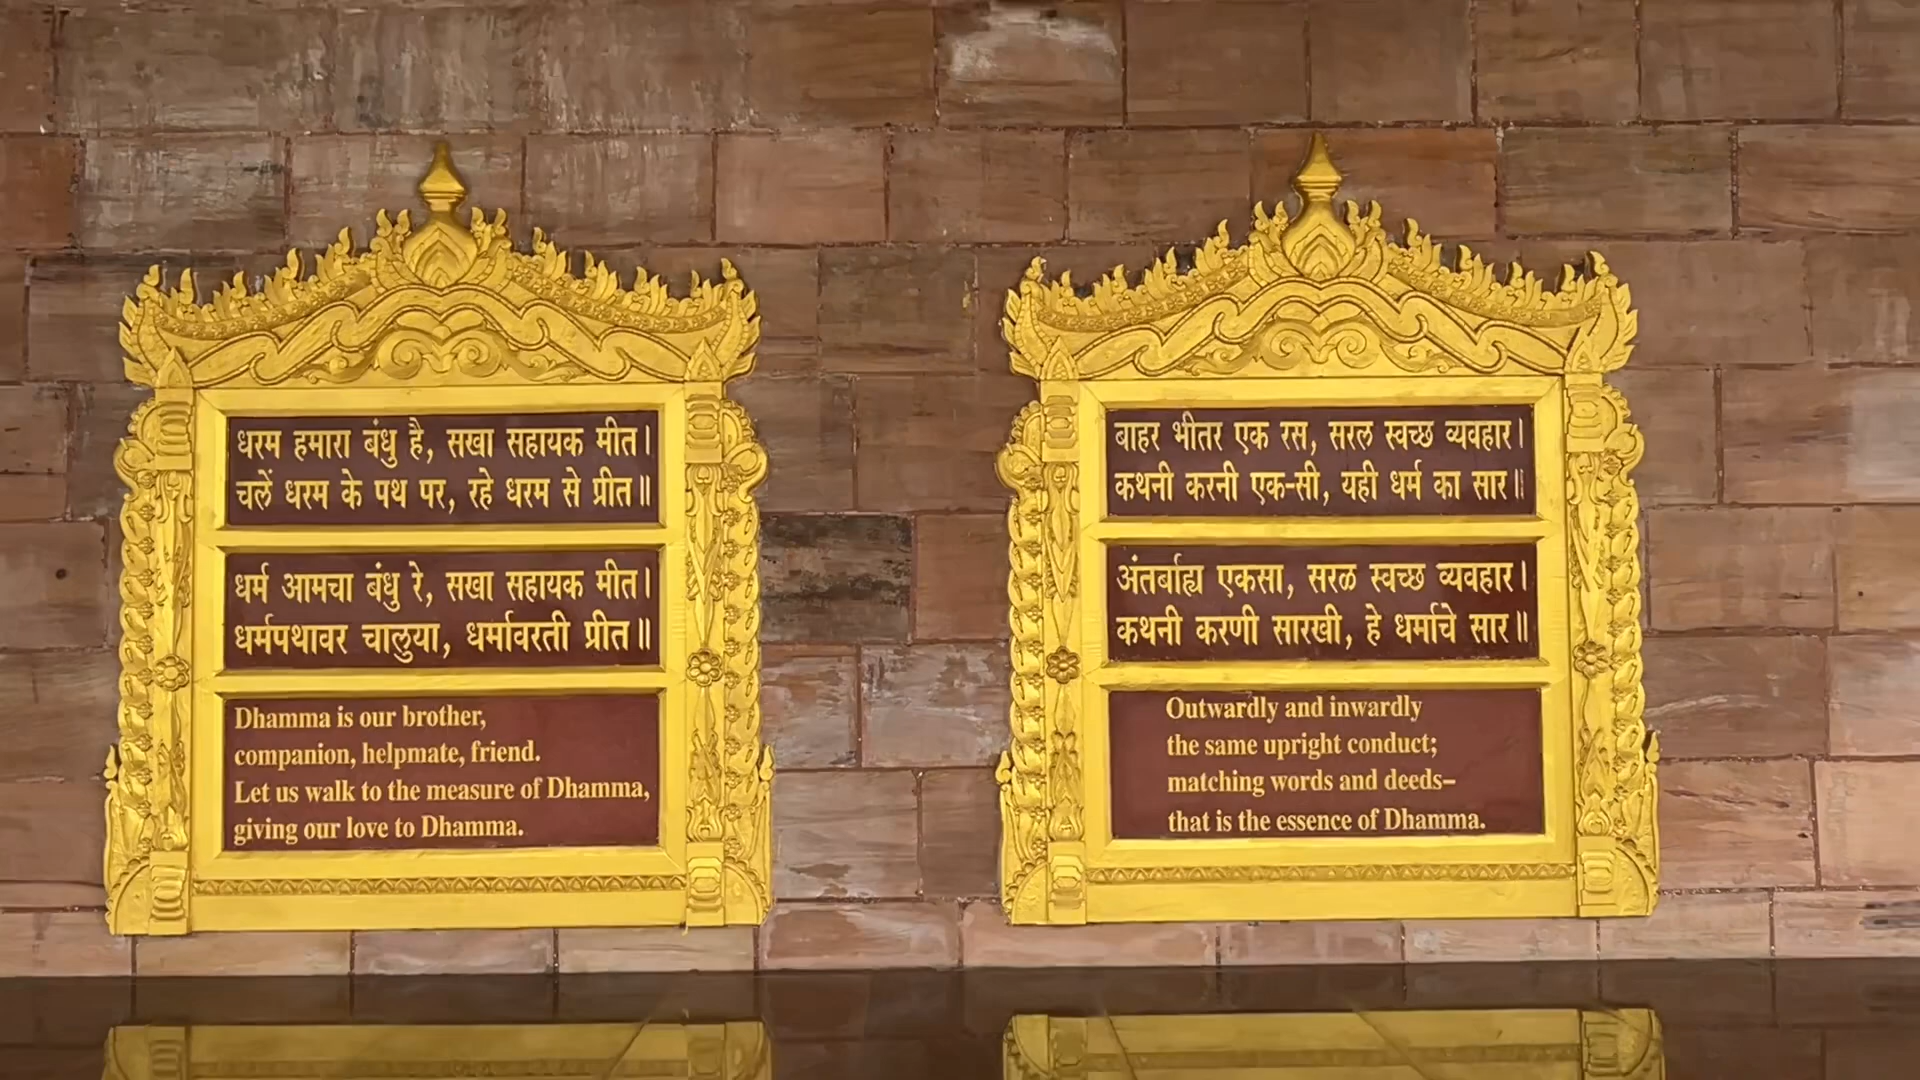 धरम हमारा बंधु है, सखा सहायक मीत।
चलें धरम के पथ पर, रहे धरम से प्रीत॥
धर्म आमचा बंधु रे, सखा सहायक मीत।
धर्मपथावर चालुया, धर्मावरती प्रीत॥
Dhamma is our brother,
companion, helpmate, friend.
Let us walk to the measure of Dhamma,
giving our love to Dhamma.
बाहर भीतर एक रस, सरल स्वच्छ व्यवहार।
कथनी करनी एक-सी, यही धर्म का सार॥
अंतर्बाह्य एकसा, सरळ स्वच्छ व्यवहार।
कथनी करणी सारखी, हे धर्माचे सार॥
Outwardly and inwardly
the same upright conduct;
matching words and deeds–
that is the essence of Dhamma.